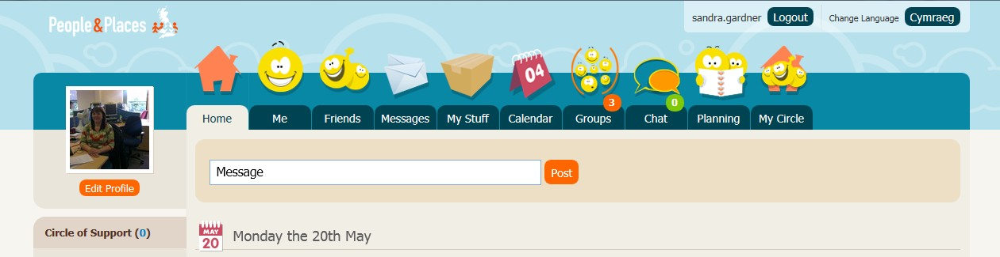 People&Places
sandra.gardner Logout Change Language Cymraeg
04
3 0
Home Me Friends Messages My Stuff Calendar Groups Chat Planning My Circle
Message Post
Edit Profile
Circle of Support (0)
MAY
20
Monday the 20th May